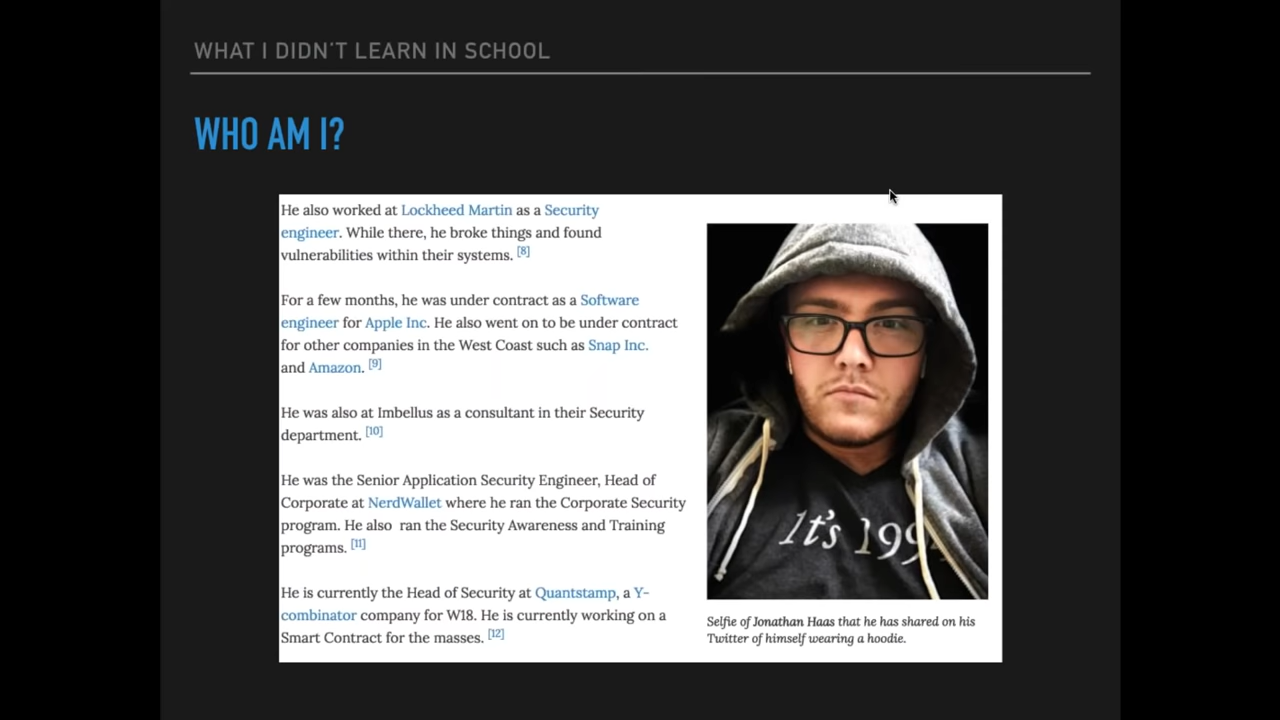 WHAT I DIDN'T LEARN IN SCHOOL
WHO AM I?
He also worked at Lockheed Martin as a Security
engineer. While there, he broke things and found
vulnerabilities within their systems. [8]
For a few months, he was under contract as a Software
engineer for Apple Inc. He also went on to be under contract
for other companies in the West Coast such as Snap Inc.
and Amazon. [9]
He was also at Imbellus as a consultant in their Security
department. [10]
He was the Senior Application Security Engineer, Head of
Corporate at NerdWallet where he ran the Corporate Security
program. He also ran the Security Awareness and Training
programs. [11]
He is currently the Head of Security at Quantstamp, a Y-
combinator company for W18. He is currently working on a
Smart Contract for the masses. [12]
It's 199
Selfie of Jonathan Haas that he has shared on his
Twitter of himself wearing a hoodie.